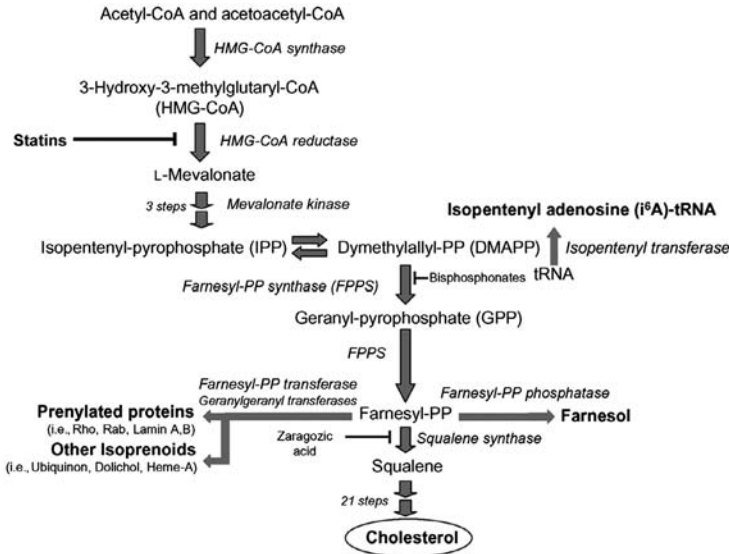 Acetyl-CoA and acetoacetyl-CoA
HMG-CoA synthase
3-Hydroxy-3-methylglutaryl-CoA
(HMG-CoA)
Statins
HMG-CoA reductase
L-Mevalonate
3 steps
Mevalonate kinase
Isopentenyl adenosine (i⁶A)-tRNA
Isopentenyl-pyrophosphate (IPP)
Dymethylallyl-PP (DMAPP)
Isopentenyl transferase
Farnesyl-PP synthase (FPPS)
Bisphosphonates
tRNA
Geranyl-pyrophosphate (GPP)
FPPS
Farnesyl-PP transferase
Geranylgeranyl transferases
Farnesyl-PP phosphatase
Prenylated proteins
(i.e., Rho, Rab, Lamin A,B)
Farnesyl-PP
Farnesol
Other Isoprenoids
(i.e., Ubiquinon, Dolichol, Heme-A)
Zaragozic
acid
Squalene synthase
Squalene
21 steps
Cholesterol